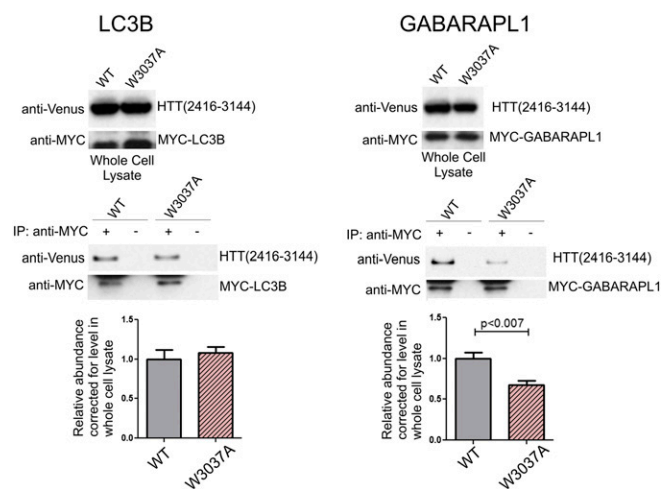 LC3B
WT
W3037A
anti-Venus
HTT(2416-3144)
anti-MYC
MYC-LC3B
Whole Cell
Lysate
WT
W3037A
IP: anti-MYC
+
-
+
-
anti-Venus
HTT(2416-3144)
anti-MYC
MYC-LC3B
Relative abundance
corrected for level in
whole cell lysate
1.5
1.0
0.5
0.0
WT
W3037A
GABARAPL1
WT
W3037A
anti-Venus
HTT(2416-3144)
anti-MYC
MYC-GABARAPL1
Whole Cell
Lysate
WT
W3037A
IP: anti-MYC
+
-
+
-
anti-Venus
HTT(2416-3144)
anti-MYC
MYC-GABARAPL1
Relative abundance
corrected for level in
whole cell lysate
1.5
1.0
0.5
0.0
p<0.007
WT
W3037A